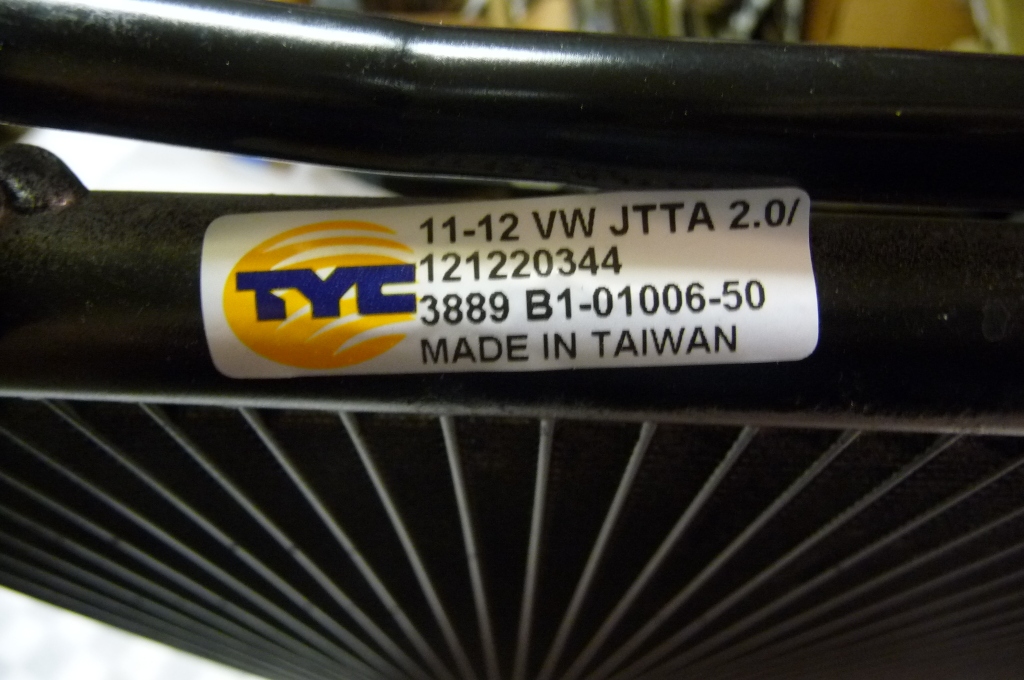 TYC
11-12 VW JTTA 2.0/
121220344
3889 B1-01006-50
MADE IN TAIWAN